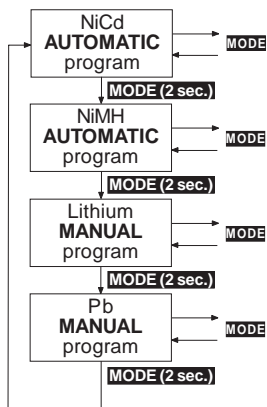 NiCd
AUTOMATIC
program
MODE
MODE (2 sec.)
NiMH
AUTOMATIC
program
MODE
MODE (2 sec.)
Lithium
MANUAL
program
MODE
MODE (2 sec.)
Pb
MANUAL
program
MODE
MODE (2 sec.)